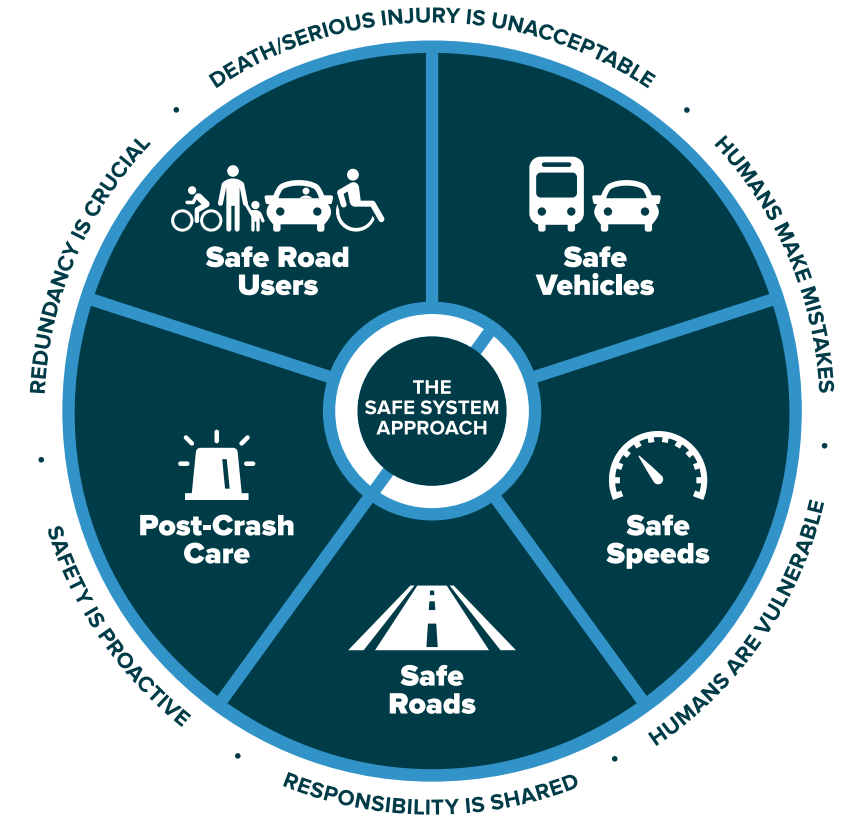 DEATH/SERIOUS INJURY IS UNACCEPTABLE
HUMANS MAKE MISTAKES
HUMANS ARE VULNERABLE
RESPONSIBILITY IS SHARED
SAFETY IS PROACTIVE
REDUNDANCY IS CRUCIAL
Safe Road
Users
Safe
Vehicles
Safe
Speeds
Safe
Roads
Post-Crash
Care
THE
SAFE SYSTEM
APPROACH